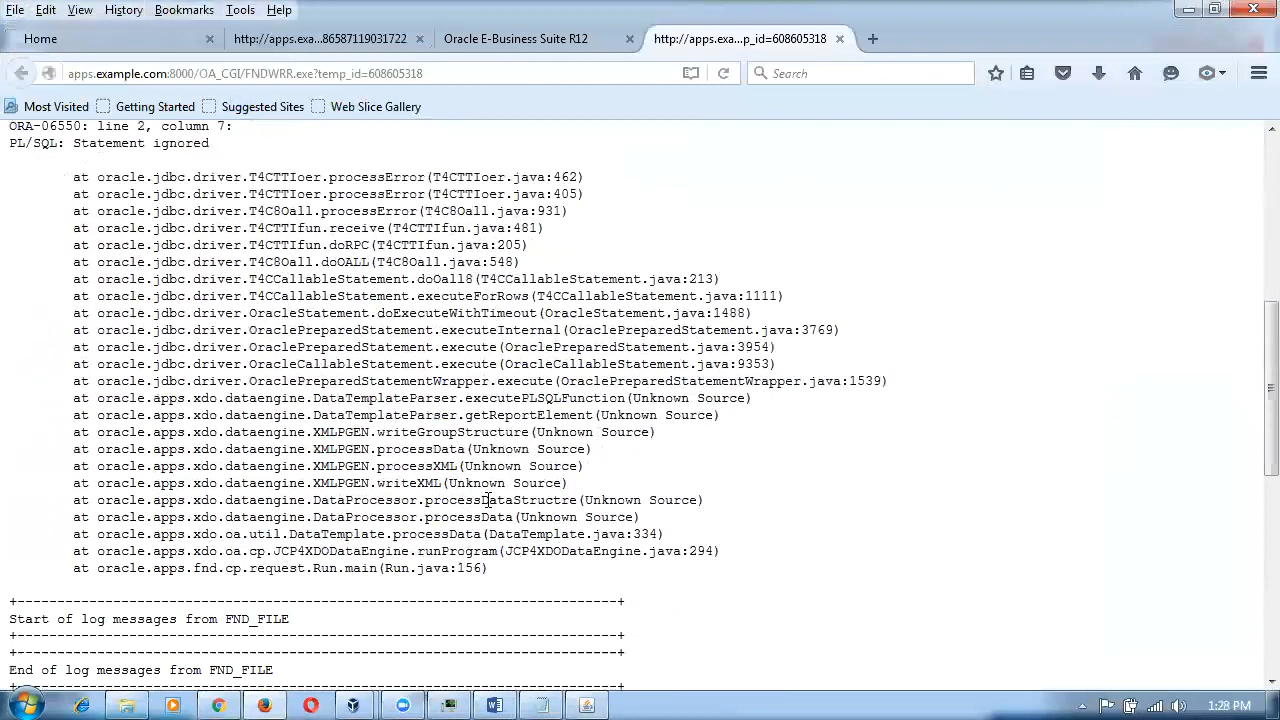 File Edit View History Bookmarks Tools Help
Home
http://apps.exa...86587119031722
Oracle E-Business Suite R12
http://apps.exa...p_id=608605318
apps.example.com:8000/OA_CGI/FNDWRR.exe?temp_id=608605318
Search
Most Visited Getting Started Suggested Sites Web Slice Gallery
ORA-06550: line 2, column 7:
PL/SQL: Statement ignored
at oracle.jdbc.driver.T4CTTIoer.processError(T4CTTIoer.java:462)
at oracle.jdbc.driver.T4CTTIoer.processError(T4CTTIoer.java:405)
at oracle.jdbc.driver.T4C8Oall.processError(T4C8Oall.java:931)
at oracle.jdbc.driver.T4CTTIfun.receive(T4CTTIfun.java:481)
at oracle.jdbc.driver.T4CTTIfun.doRPC(T4CTTIfun.java:205)
at oracle.jdbc.driver.T4C8Oall.doOALL(T4C8Oall.java:548)
at oracle.jdbc.driver.T4CCallableStatement.doOall8(T4CCallableStatement.java:213)
at oracle.jdbc.driver.T4CCallableStatement.executeForRows(T4CCallableStatement.java:1111)
at oracle.jdbc.driver.OracleStatement.doExecuteWithTimeout(OracleStatement.java:1488)
at oracle.jdbc.driver.OraclePreparedStatement.executeInternal(OraclePreparedStatement.java:3769)
at oracle.jdbc.driver.OraclePreparedStatement.execute(OraclePreparedStatement.java:3954)
at oracle.jdbc.driver.OracleCallableStatement.execute(OracleCallableStatement.java:9353)
at oracle.jdbc.driver.OraclePreparedStatementWrapper.execute(OraclePreparedStatementWrapper.java:1539)
at oracle.apps.xdo.dataengine.DataTemplateParser.executePLSQLFunction(Unknown Source)
at oracle.apps.xdo.dataengine.DataTemplateParser.getReportElement(Unknown Source)
at oracle.apps.xdo.dataengine.XMLPGEN.writeGroupStructure(Unknown Source)
at oracle.apps.xdo.dataengine.XMLPGEN.processData(Unknown Source)
at oracle.apps.xdo.dataengine.XMLPGEN.processXML(Unknown Source)
at oracle.apps.xdo.dataengine.XMLPGEN.writeXML(Unknown Source)
at oracle.apps.xdo.dataengine.DataProcessor.processDataStructre(Unknown Source)
at oracle.apps.xdo.dataengine.DataProcessor.processData(Unknown Source)
at oracle.apps.xdo.oa.util.DataTemplate.processData(DataTemplate.java:334)
at oracle.apps.xdo.oa.cp.JCP4XDODataEngine.runProgram(JCP4XDODataEngine.java:294)
at oracle.apps.fnd.cp.request.Run.main(Run.java:156)
+---------------------------------------------------------------------------+
Start of log messages from FND_FILE
+---------------------------------------------------------------------------+
+---------------------------------------------------------------------------+
End of log messages from FND_FILE
+---------------------------------------------------------------------------+
1:28 PM